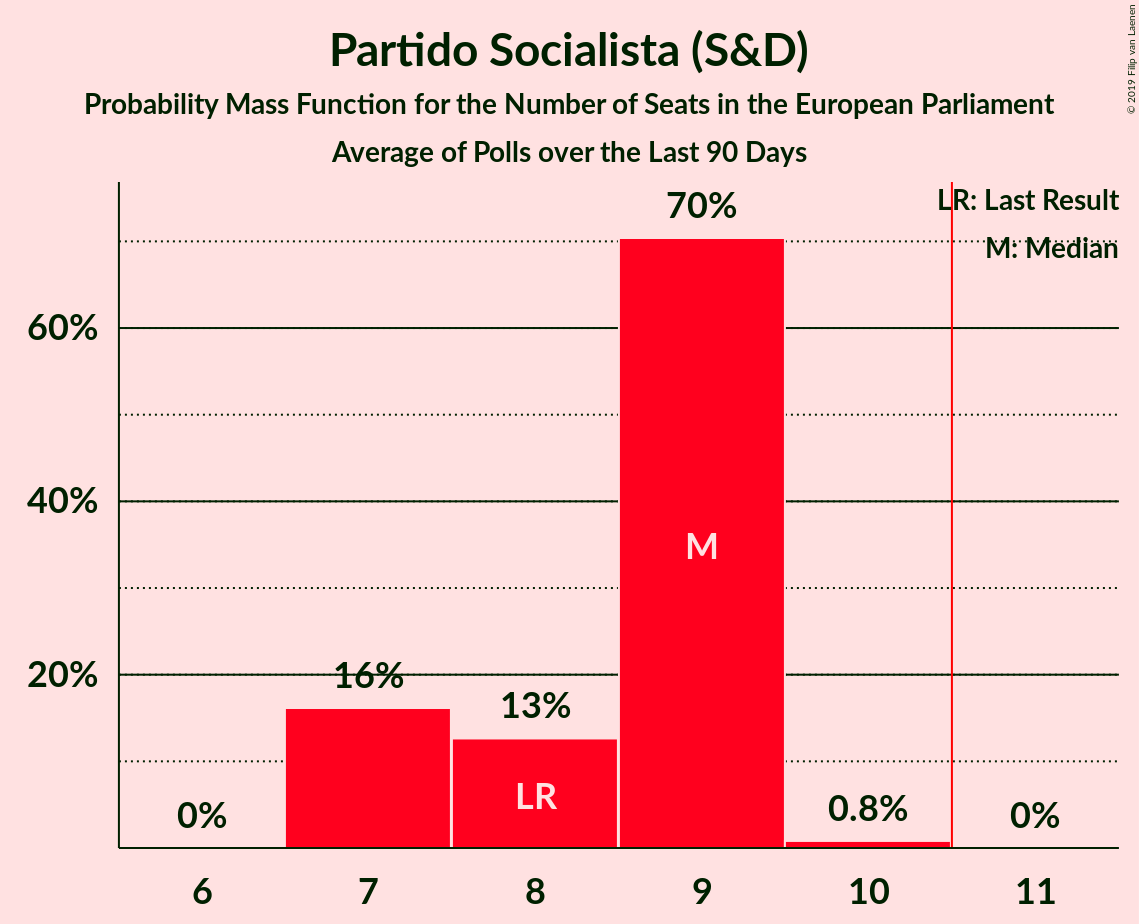 Partido Socialista (S&D)
Probability Mass Function for the Number of Seats in the European Parliament
Average of Polls over the Last 90 Days
© 2019 Filip van Laenen
LR: Last Result
M: Median
70%
60%
40%
20%
16%
13%
0%
0.8%
0%
M
LR
6 7 8 9 10 11